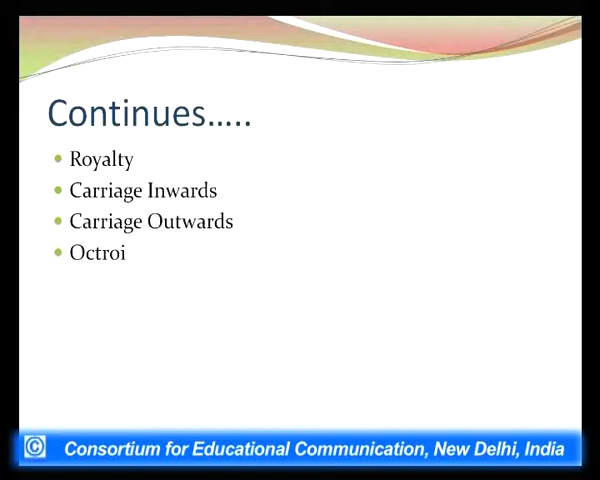 Continues.....
Royalty
Carriage Inwards
Carriage Outwards
Octroi
© Consortium for Educational Communication, New Delhi, India